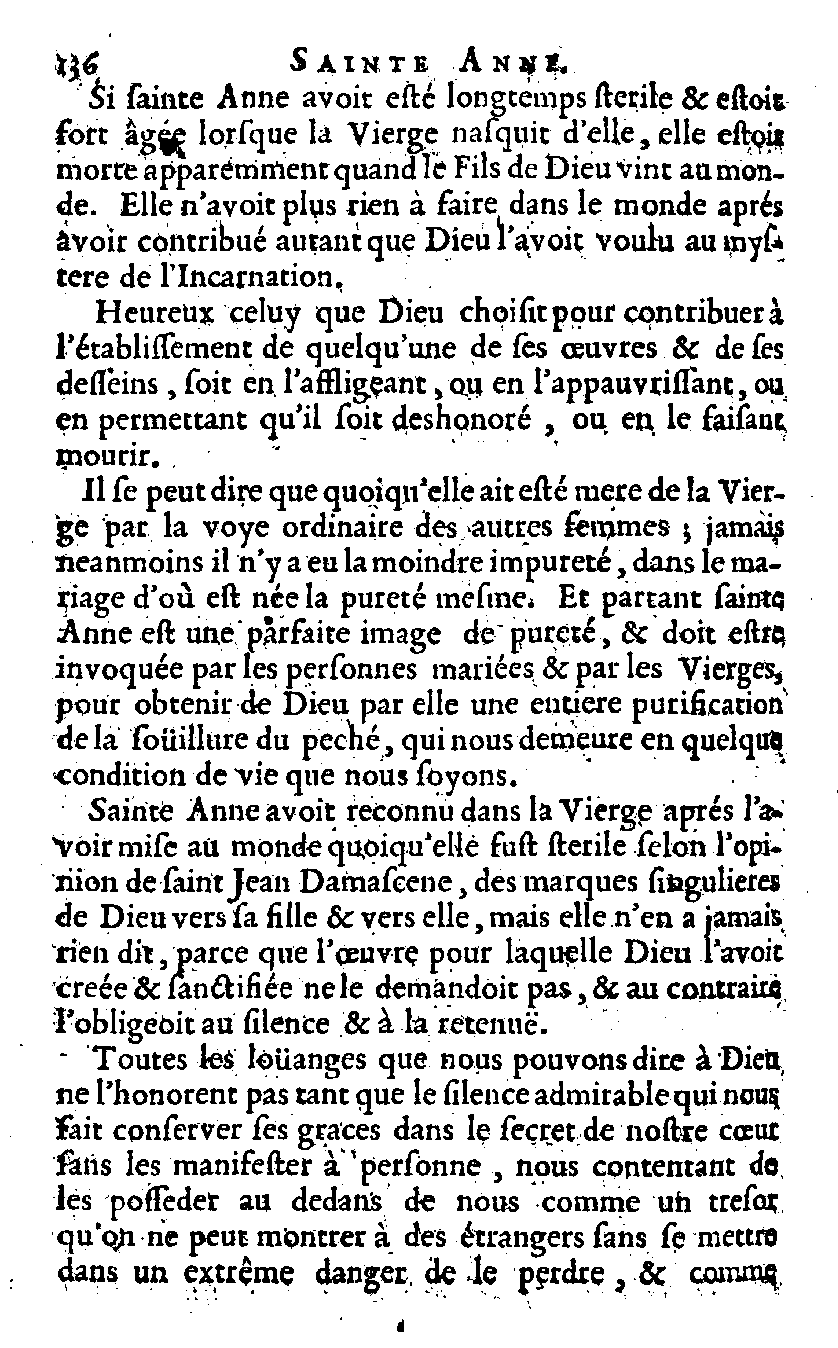 136 SAINTE ANNE.
Si ſainte Anne avoit eſté longtemps ſterile & eſtoit
fort âgée lorſque la Vierge naſquit d'elle, elle eſtoit
morte apparemment quand le Fils de Dieu vint au mon-
de. Elle n'avoit plus rien à faire dans le monde aprés
avoir contribué autant que Dieu l'avoit voulu au myſ-
tere de l'Incarnation.
Heureux celuy que Dieu choiſit pour contribuer à
l'établiſſement de quelqu'une de ſes œuvres & de ſes
deſſeins, ſoit en l'affligeant, ou en l'appauvriſſant, ou
en permettant qu'il ſoit deshonoré, ou en le faiſant
mourir.
Il ſe peut dire que quoiqu'elle ait eſté mere de la Vier-
ge par la voye ordinaire des autres femmes ; jamais
neanmoins il n'y a eu la moindre impureté, dans le ma-
riage d'où eſt née la pureté meſme. Et partant ſainte
Anne eſt une parfaite image de pureté, & doit eſtre
invoquée par les perſonnes mariées & par les Vierges,
pour obtenir de Dieu par elle une entiere purification
de la ſoüillure du peché, qui nous demeure en quelque
condition de vie que nous ſoyons.
Sainte Anne avoit reconnu dans la Vierge aprés l'a-
voir miſe au monde quoiqu'elle fuſt ſterile ſelon l'opi-
nion de ſaint Jean Damaſcene, des marques ſingulieres
de Dieu vers ſa fille & vers elle, mais elle n'en a jamais
rien dit, parce que l'œuvre pour laquelle Dieu l'avoit
creée & ſanctifiée ne le demandoit pas, & au contraire
l'obligeoit au ſilence & à la retenuë.
Toutes les loüanges que nous pouvons dire à Dieu
ne l'honorent pas tant que le ſilence admirable qui nous
fait conſerver ſes graces dans le ſecret de noſtre cœur
ſans les manifeſter à perſonne, nous contentant de
les poſſeder au dedans de nous comme un treſor
qu'on ne peut montrer à des étrangers ſans ſe mettre
dans un extrême danger de le perdre, & comme